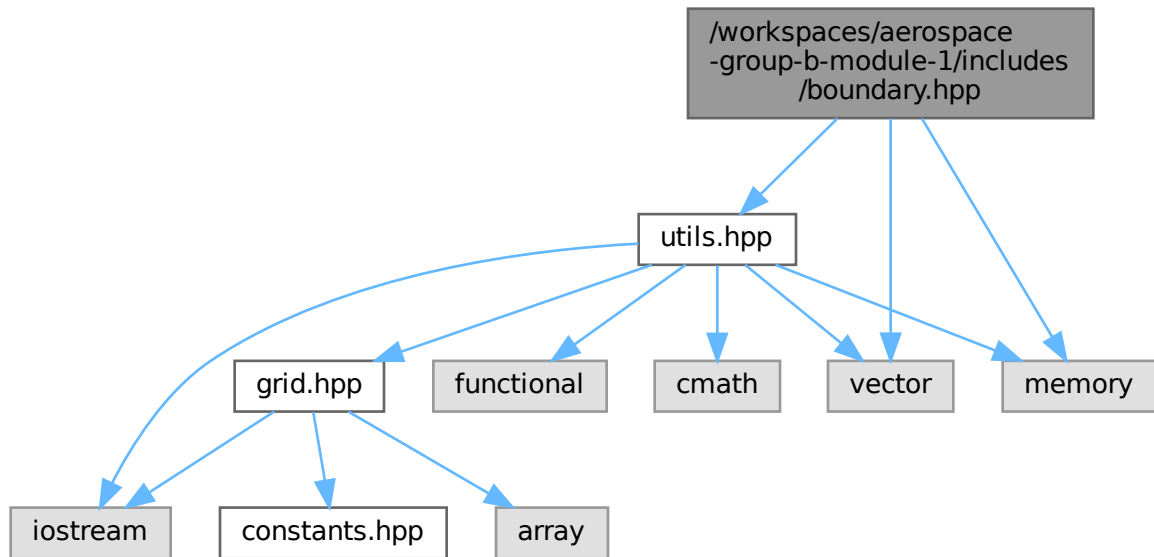 /workspaces/aerospace
-group-b-module-1/includes
/boundary.hpp
utils.hpp
grid.hpp
functional
cmath
vector
memory
iostream
constants.hpp
array